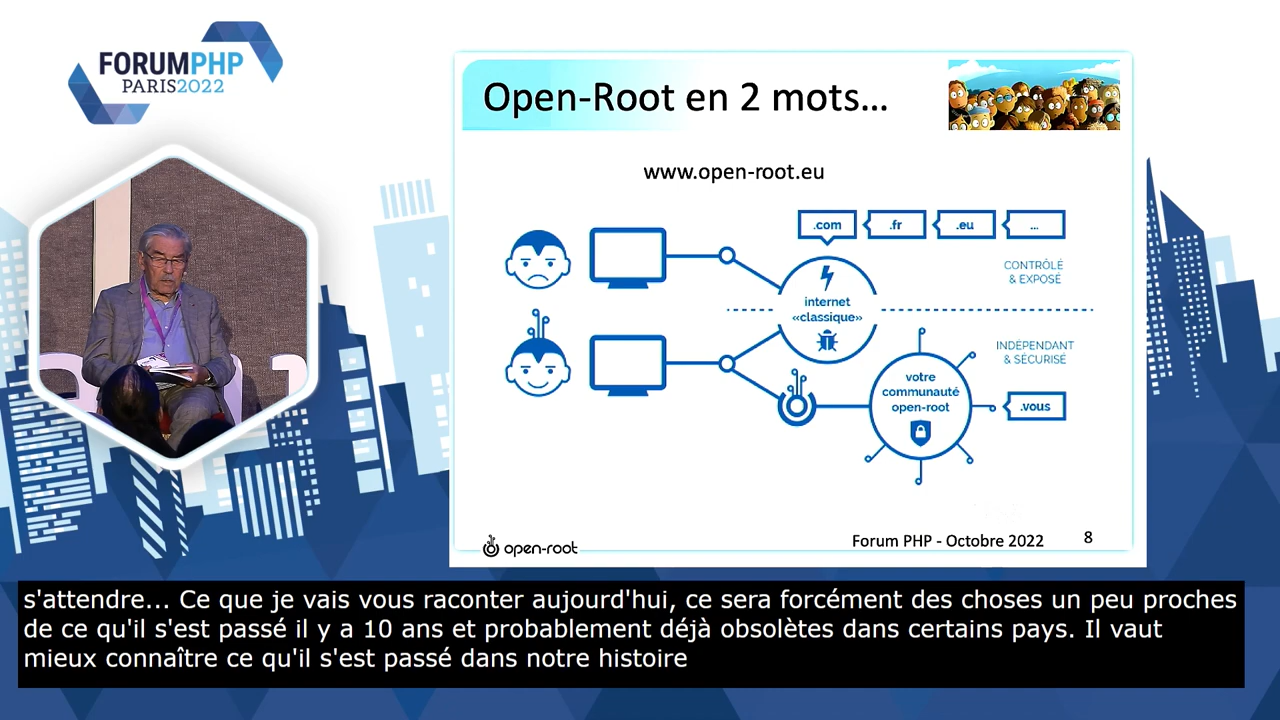 FORUMPHP
PARIS2022
Open-Root en 2 mots...
www.open-root.eu
.com
.fr
.eu
...
CONTRÔLÉ
& EXPOSÉ
internet
«classique»
INDÉPENDANT
& SÉCURISÉ
votre
communauté
open-root
.vous
open-root
Forum PHP - Octobre 2022
8
s'attendre... Ce que je vais vous raconter aujourd'hui, ce sera forcément des choses un peu proches
de ce qu'il s'est passé il y a 10 ans et probablement déjà obsolètes dans certains pays. Il vaut
mieux connaître ce qu'il s'est passé dans notre histoire